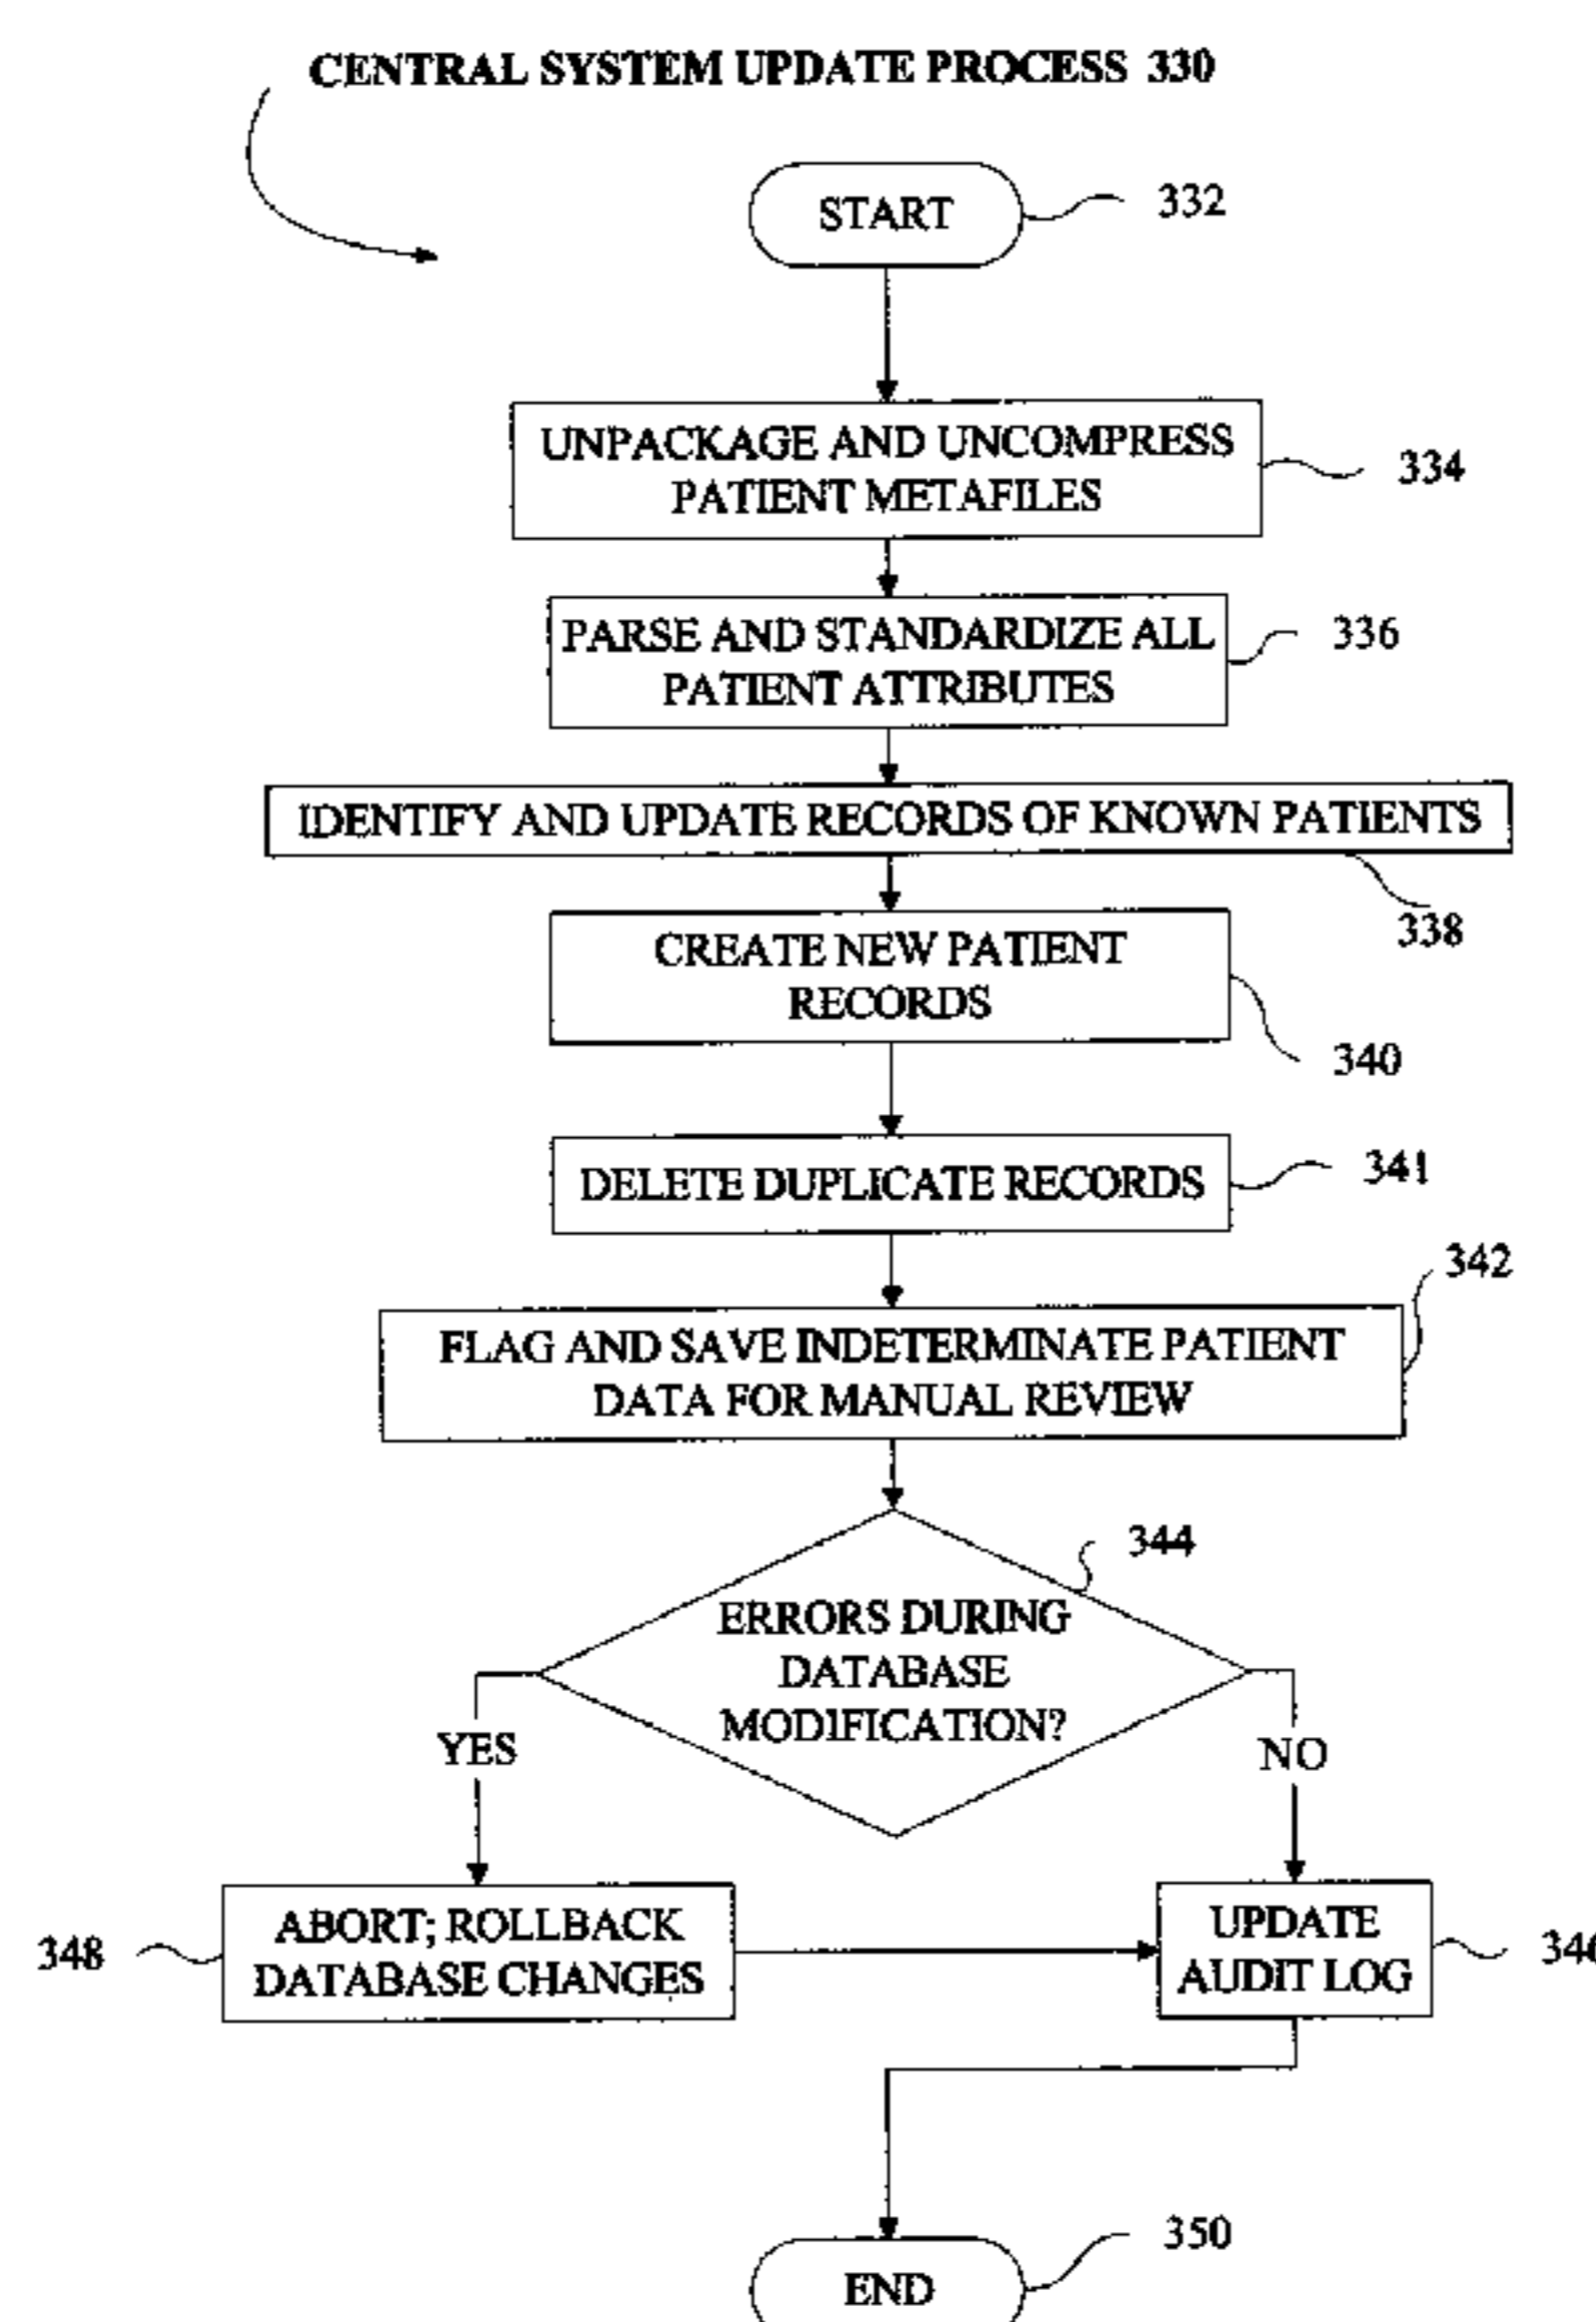 CENTRAL SYSTEM UPDATE PROCESS 330
START
332
UNPACKAGE AND UNCOMPRESS
PATIENT METAFILES
334
PARSE AND STANDARDIZE ALL
PATIENT ATTRIBUTES
336
IDENTIFY AND UPDATE RECORDS OF KNOWN PATIENTS
338
CREATE NEW PATIENT
RECORDS
340
DELETE DUPLICATE RECORDS
341
342
FLAG AND SAVE INDETERMINATE PATIENT
DATA FOR MANUAL REVIEW
344
ERRORS DURING
DATABASE
MODIFICATION?
YES
NO
348
ABORT; ROLLBACK
DATABASE CHANGES
UPDATE
AUDIT LOG
350
END